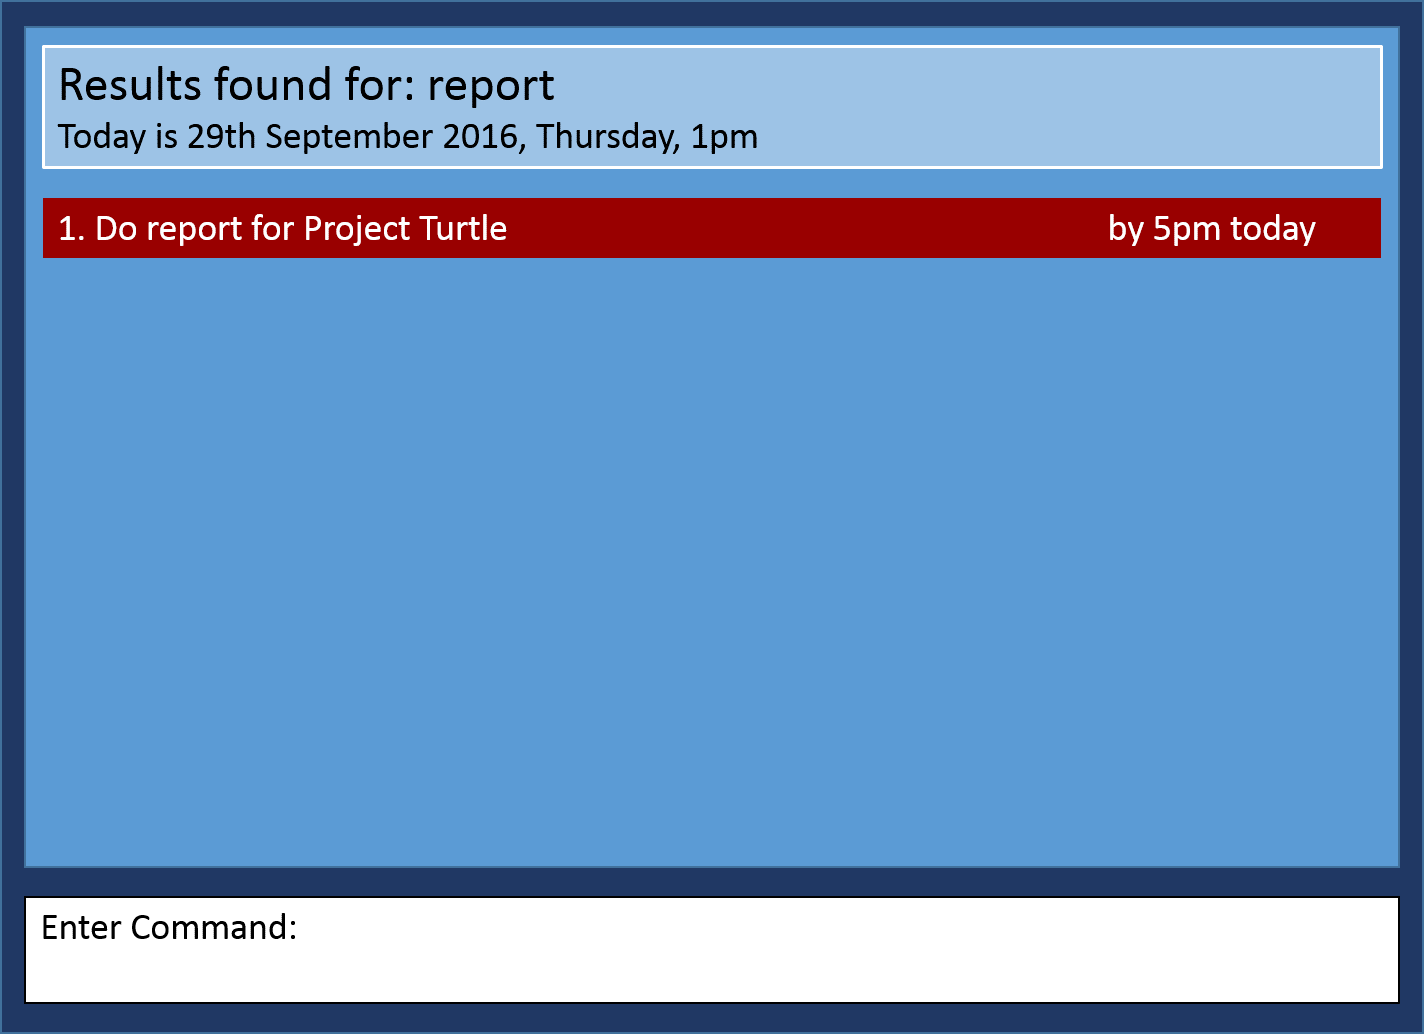 Results found for: report
Today is 29th September 2016, Thursday, 1pm
1. Do report for Project Turtle by 5pm today
Enter Command: